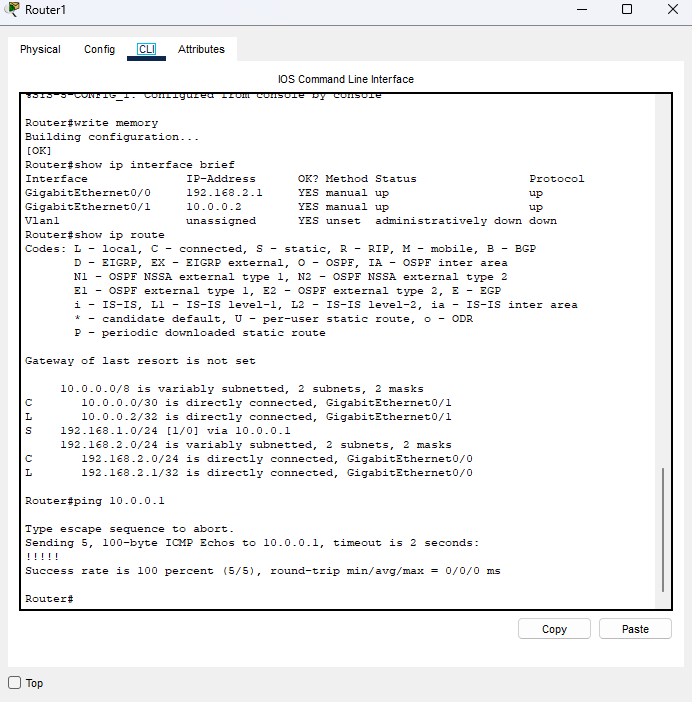 Router1
Physical Config CLI Attributes
IOS Command Line Interface
%SYS-5-CONFIG_I: Configured from console by console
Router#write memory
Building configuration...
[OK]
Router#show ip interface brief
Interface IP-Address OK? Method Status Protocol
GigabitEthernet0/0 192.168.2.1 YES manual up up
GigabitEthernet0/1 10.0.0.2 YES manual up up
Vlan1 unassigned YES unset administratively down down
Router#show ip route
Codes: L - local, C - connected, S - static, R - RIP, M - mobile, B - BGP
D - EIGRP, EX - EIGRP external, O - OSPF, IA - OSPF inter area
N1 - OSPF NSSA external type 1, N2 - OSPF NSSA external type 2
E1 - OSPF external type 1, E2 - OSPF external type 2, E - EGP
i - IS-IS, L1 - IS-IS level-1, L2 - IS-IS level-2, ia - IS-IS inter area
* - candidate default, U - per-user static route, o - ODR
P - periodic downloaded static route
Gateway of last resort is not set
10.0.0.0/8 is variably subnetted, 2 subnets, 2 masks
C 10.0.0.0/30 is directly connected, GigabitEthernet0/1
L 10.0.0.2/32 is directly connected, GigabitEthernet0/1
S 192.168.1.0/24 [1/0] via 10.0.0.1
192.168.2.0/24 is variably subnetted, 2 subnets, 2 masks
C 192.168.2.0/24 is directly connected, GigabitEthernet0/0
L 192.168.2.1/32 is directly connected, GigabitEthernet0/0
Router#ping 10.0.0.1
Type escape sequence to abort.
Sending 5, 100-byte ICMP Echos to 10.0.0.1, timeout is 2 seconds:
!!!!!
Success rate is 100 percent (5/5), round-trip min/avg/max = 0/0/0 ms
Router#
Copy Paste
Top